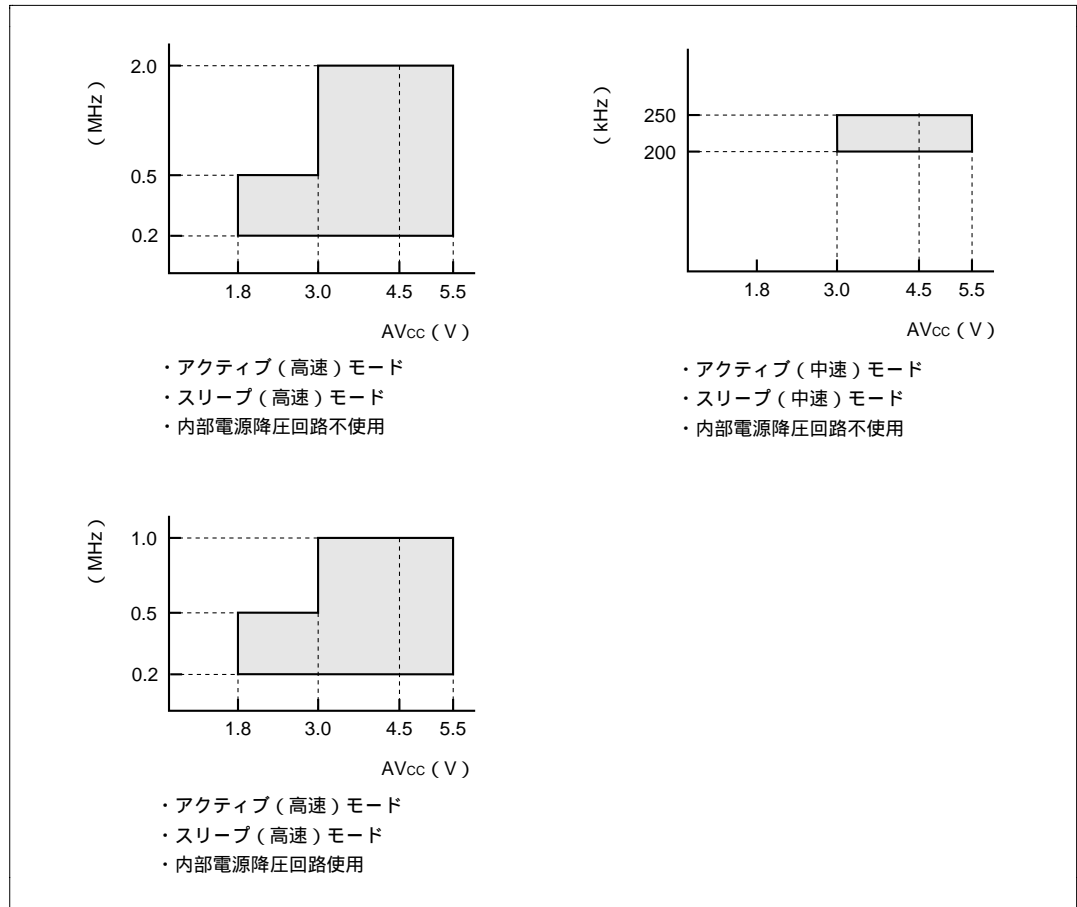 (MHz)
2.0
0.5
0.2
1.8 3.0 4.5 5.5
AVcc(V)
・アクティブ(高速)モード
・スリープ(高速)モード
・内部電源降圧回路不使用
(kHz)
250
200
1.8 3.0 4.5 5.5
AVcc(V)
・アクティブ(中速)モード
・スリープ(中速)モード
・内部電源降圧回路不使用
(MHz)
1.0
0.5
0.2
1.8 3.0 4.5 5.5
AVcc(V)
・アクティブ(高速)モード
・スリープ(高速)モード
・内部電源降圧回路使用